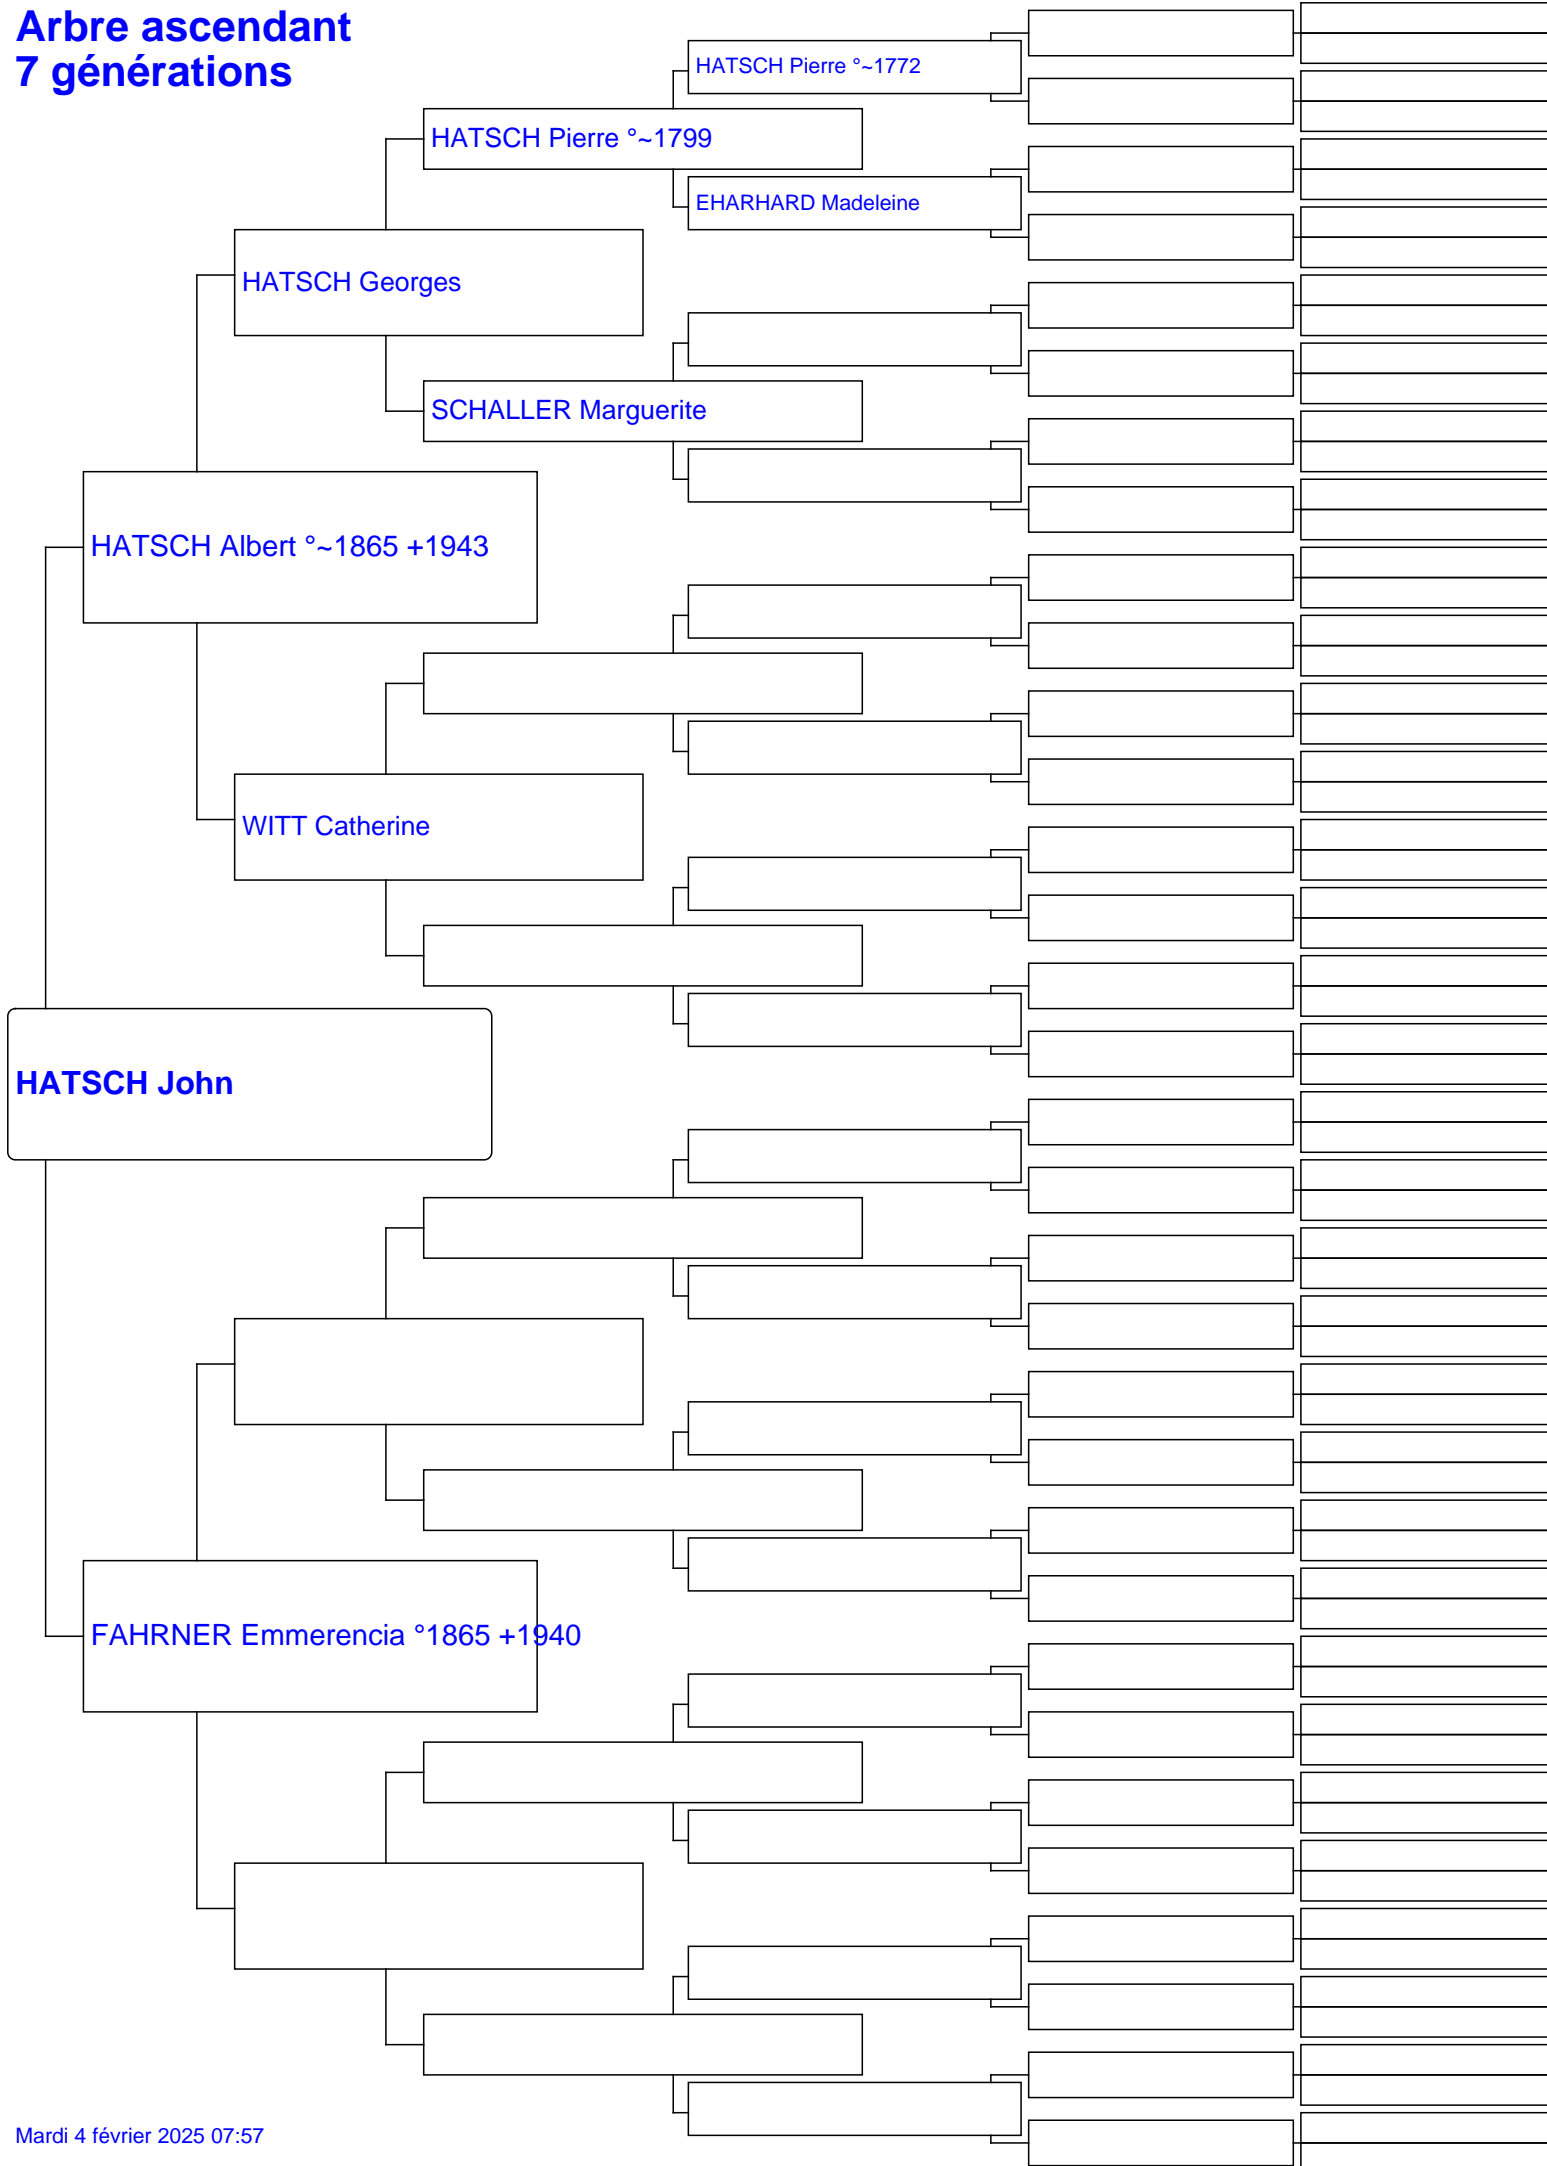 Arbre ascendant
7 générations
HATSCH Pierre °~1772
HATSCH Pierre °~1799
EHARHARD Madeleine
HATSCH Georges
SCHALLER Marguerite
HATSCH Albert °~1865 +1943
WITT Catherine
HATSCH John
FAHRNER Emmerencia °1865 +1940
Mardi 4 février 2025 07:57